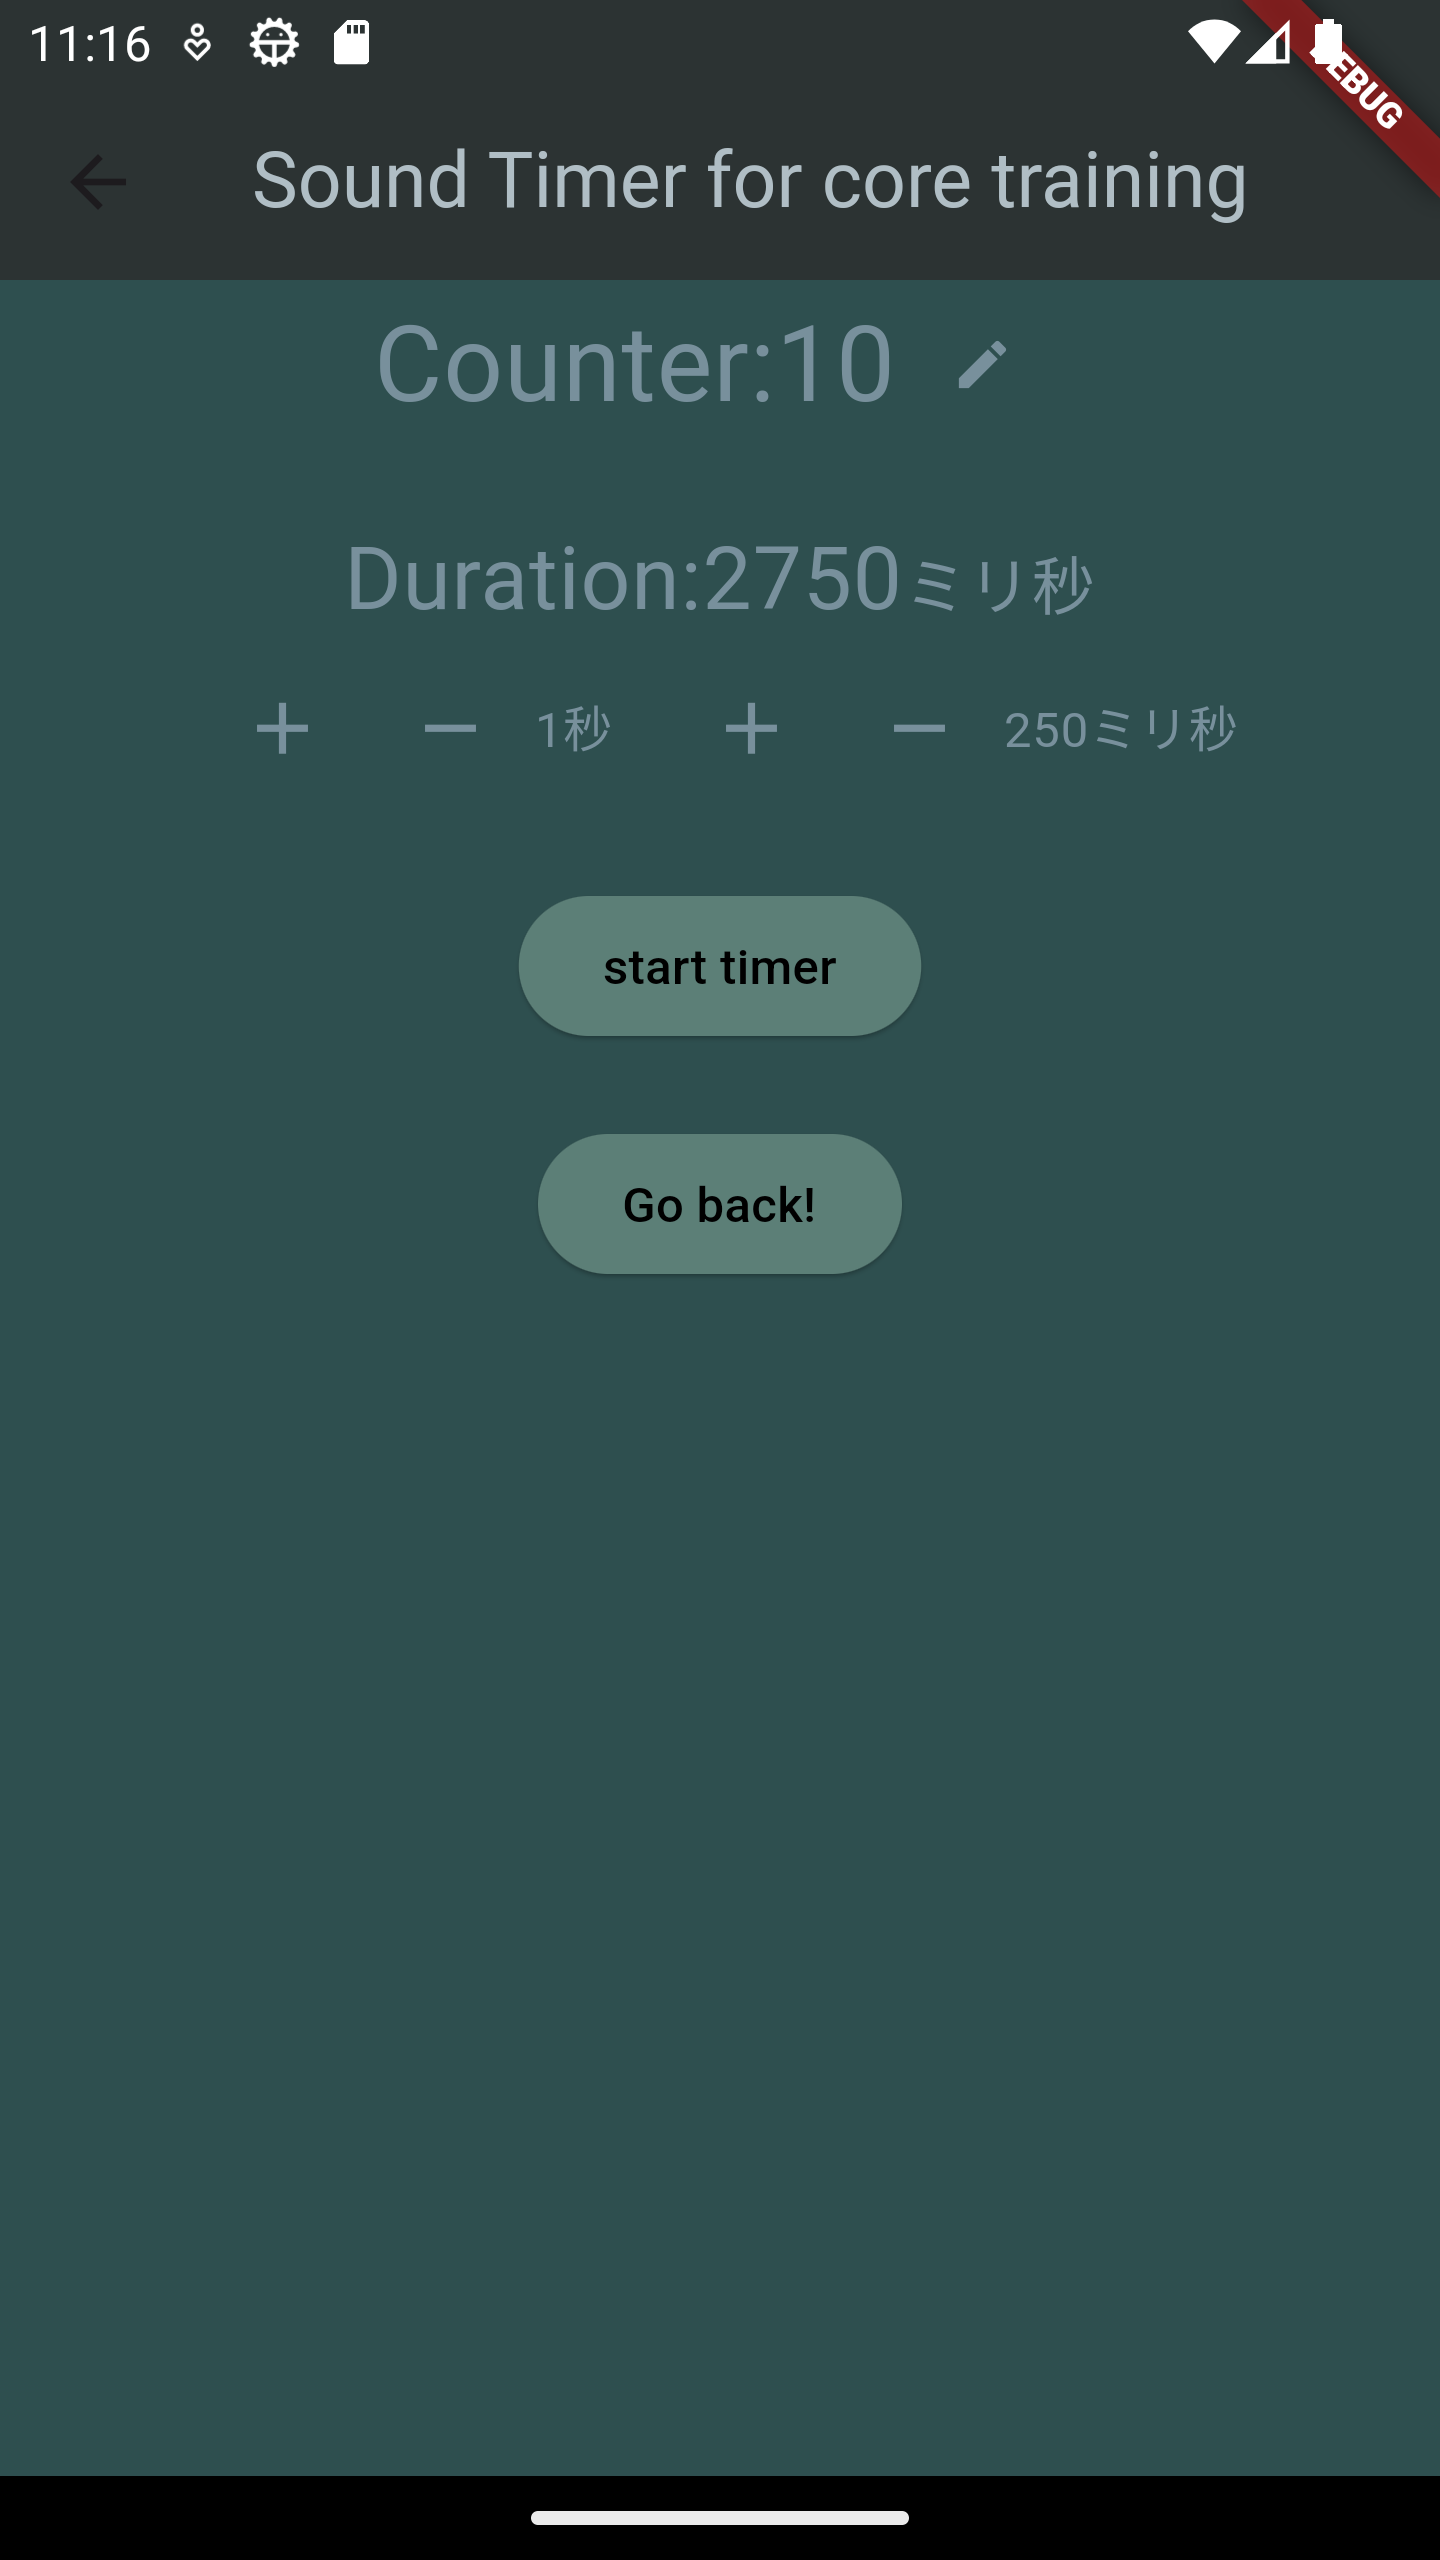 11:16
DEBUG
Sound Timer for core training
Counter:10
Duration:2750ミリ秒
+ − 1秒 + − 250ミリ秒
start timer
Go back!